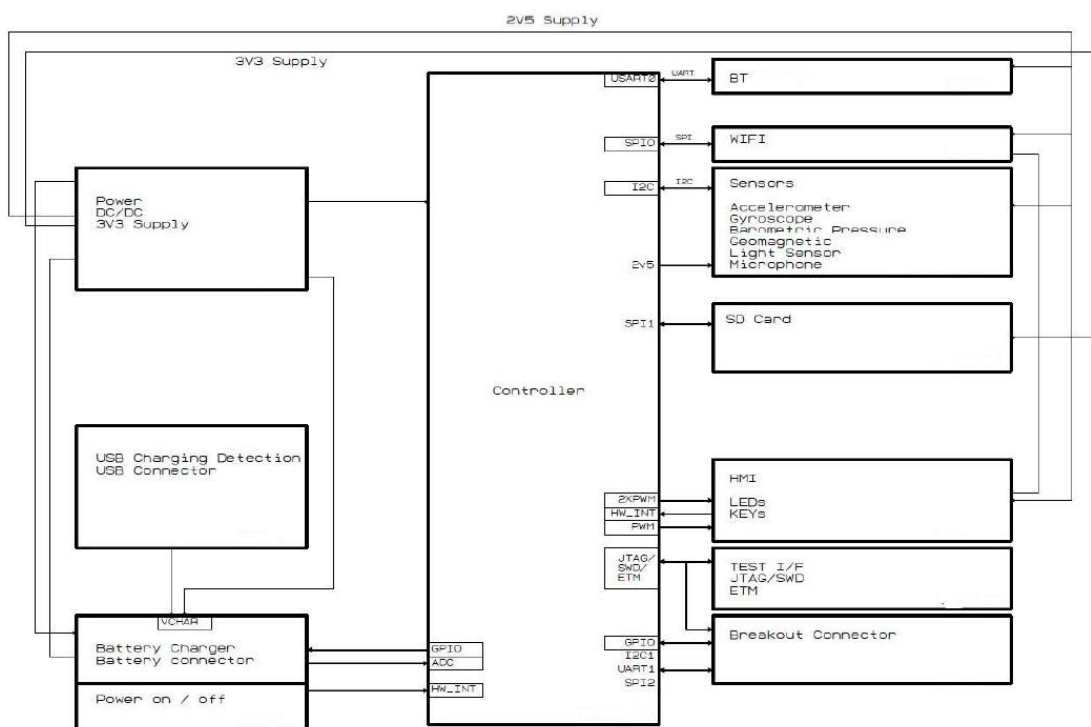 2V5 Supply
3V3 Supply
USART0
UART
BT
SPI0
SPI
WIFI
I2C
I2C
Sensors
Accelerometer
Gyroscope
Barometric Pressure
Geomagnetic
Light Sensor
Microphone
2v5
Power
DC/DC
3V3 Supply
SPI1
SD Card
Controller
USB Charging Detection
USB Connector
HMI
LEDs
KEYs
2XPWM
HW_INT
PWM
JTAG/
SWD/
ETM
TEST I/F
JTAG/SWD
ETM
VCHAR
Battery Charger
Battery connector
GPIO
ADC
GPIO
I2C1
UART1
SPI2
Breakout Connector
Power on / off
HW_INT